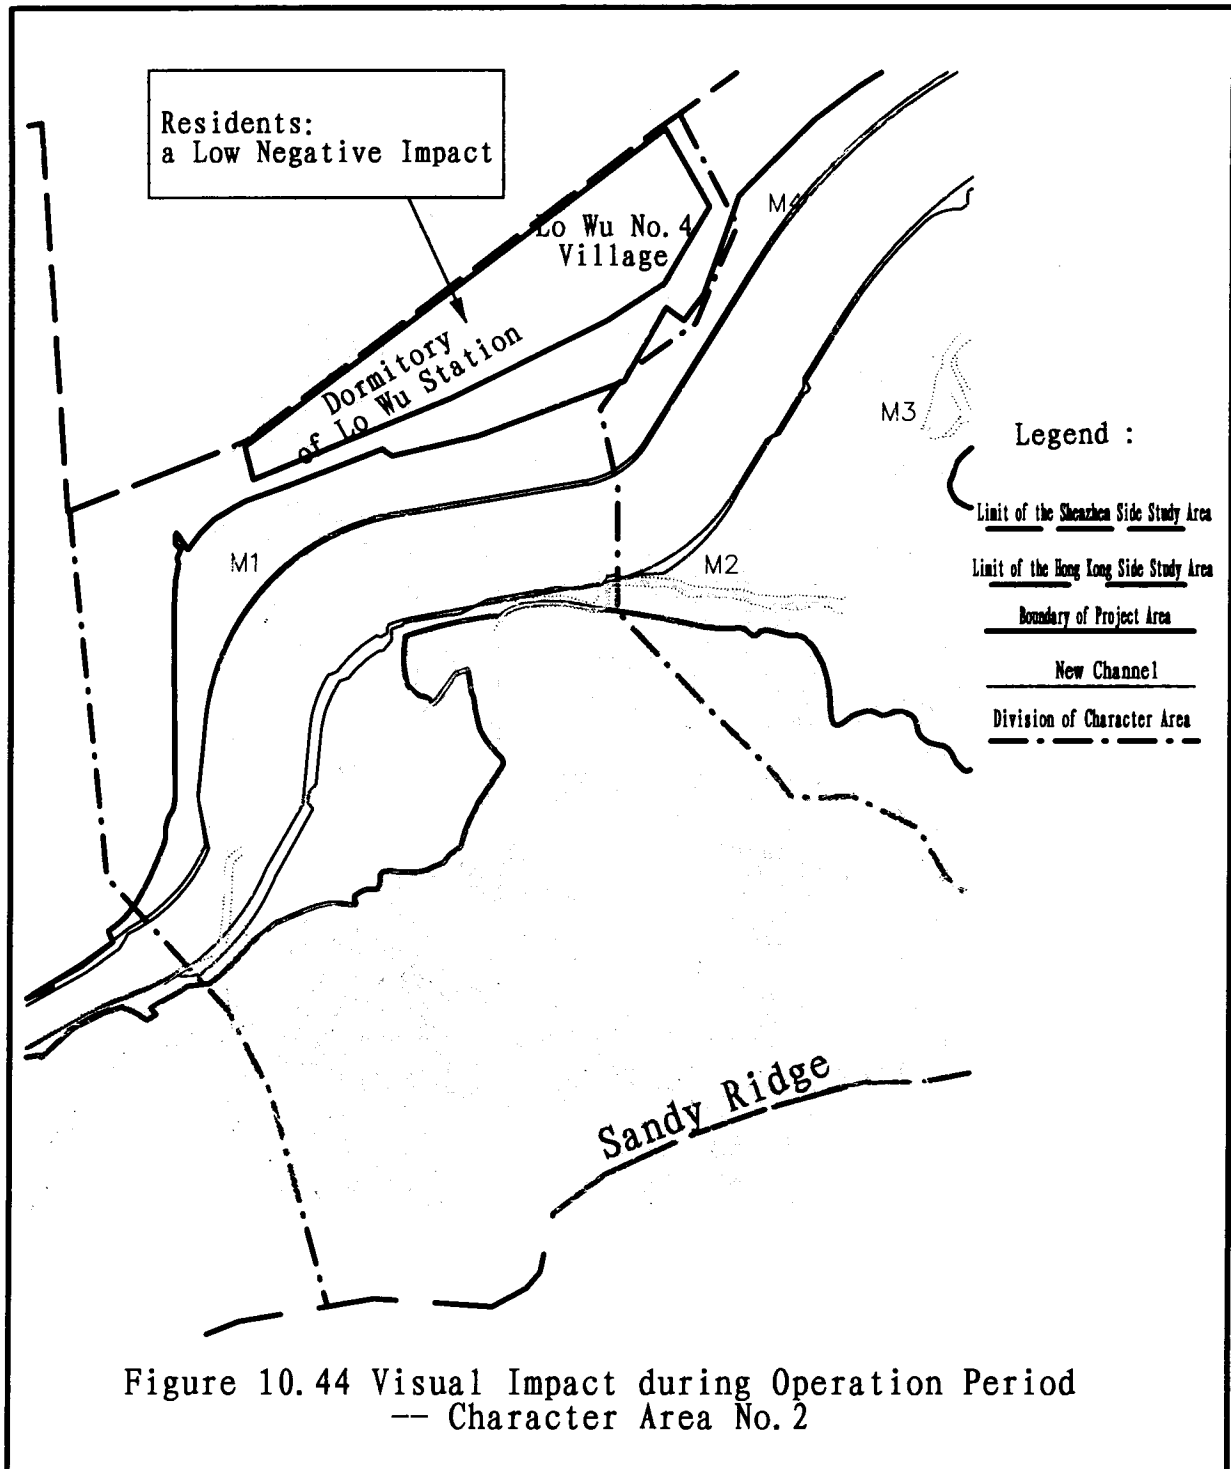 Residents:
a Low Negative Impact
Lo Wu No. 4
Village
Dormitory
of Lo Wu Station
M4
M3
M1
M2
Legend :
Limit of the Shenzhen Side Study Area
Limit of the Hong Kong Side Study Area
Boundary of Project Area
New Channel
Division of Character Area
Sandy Ridge
Figure 10.44 Visual Impact during Operation Period
-- Character Area No. 2